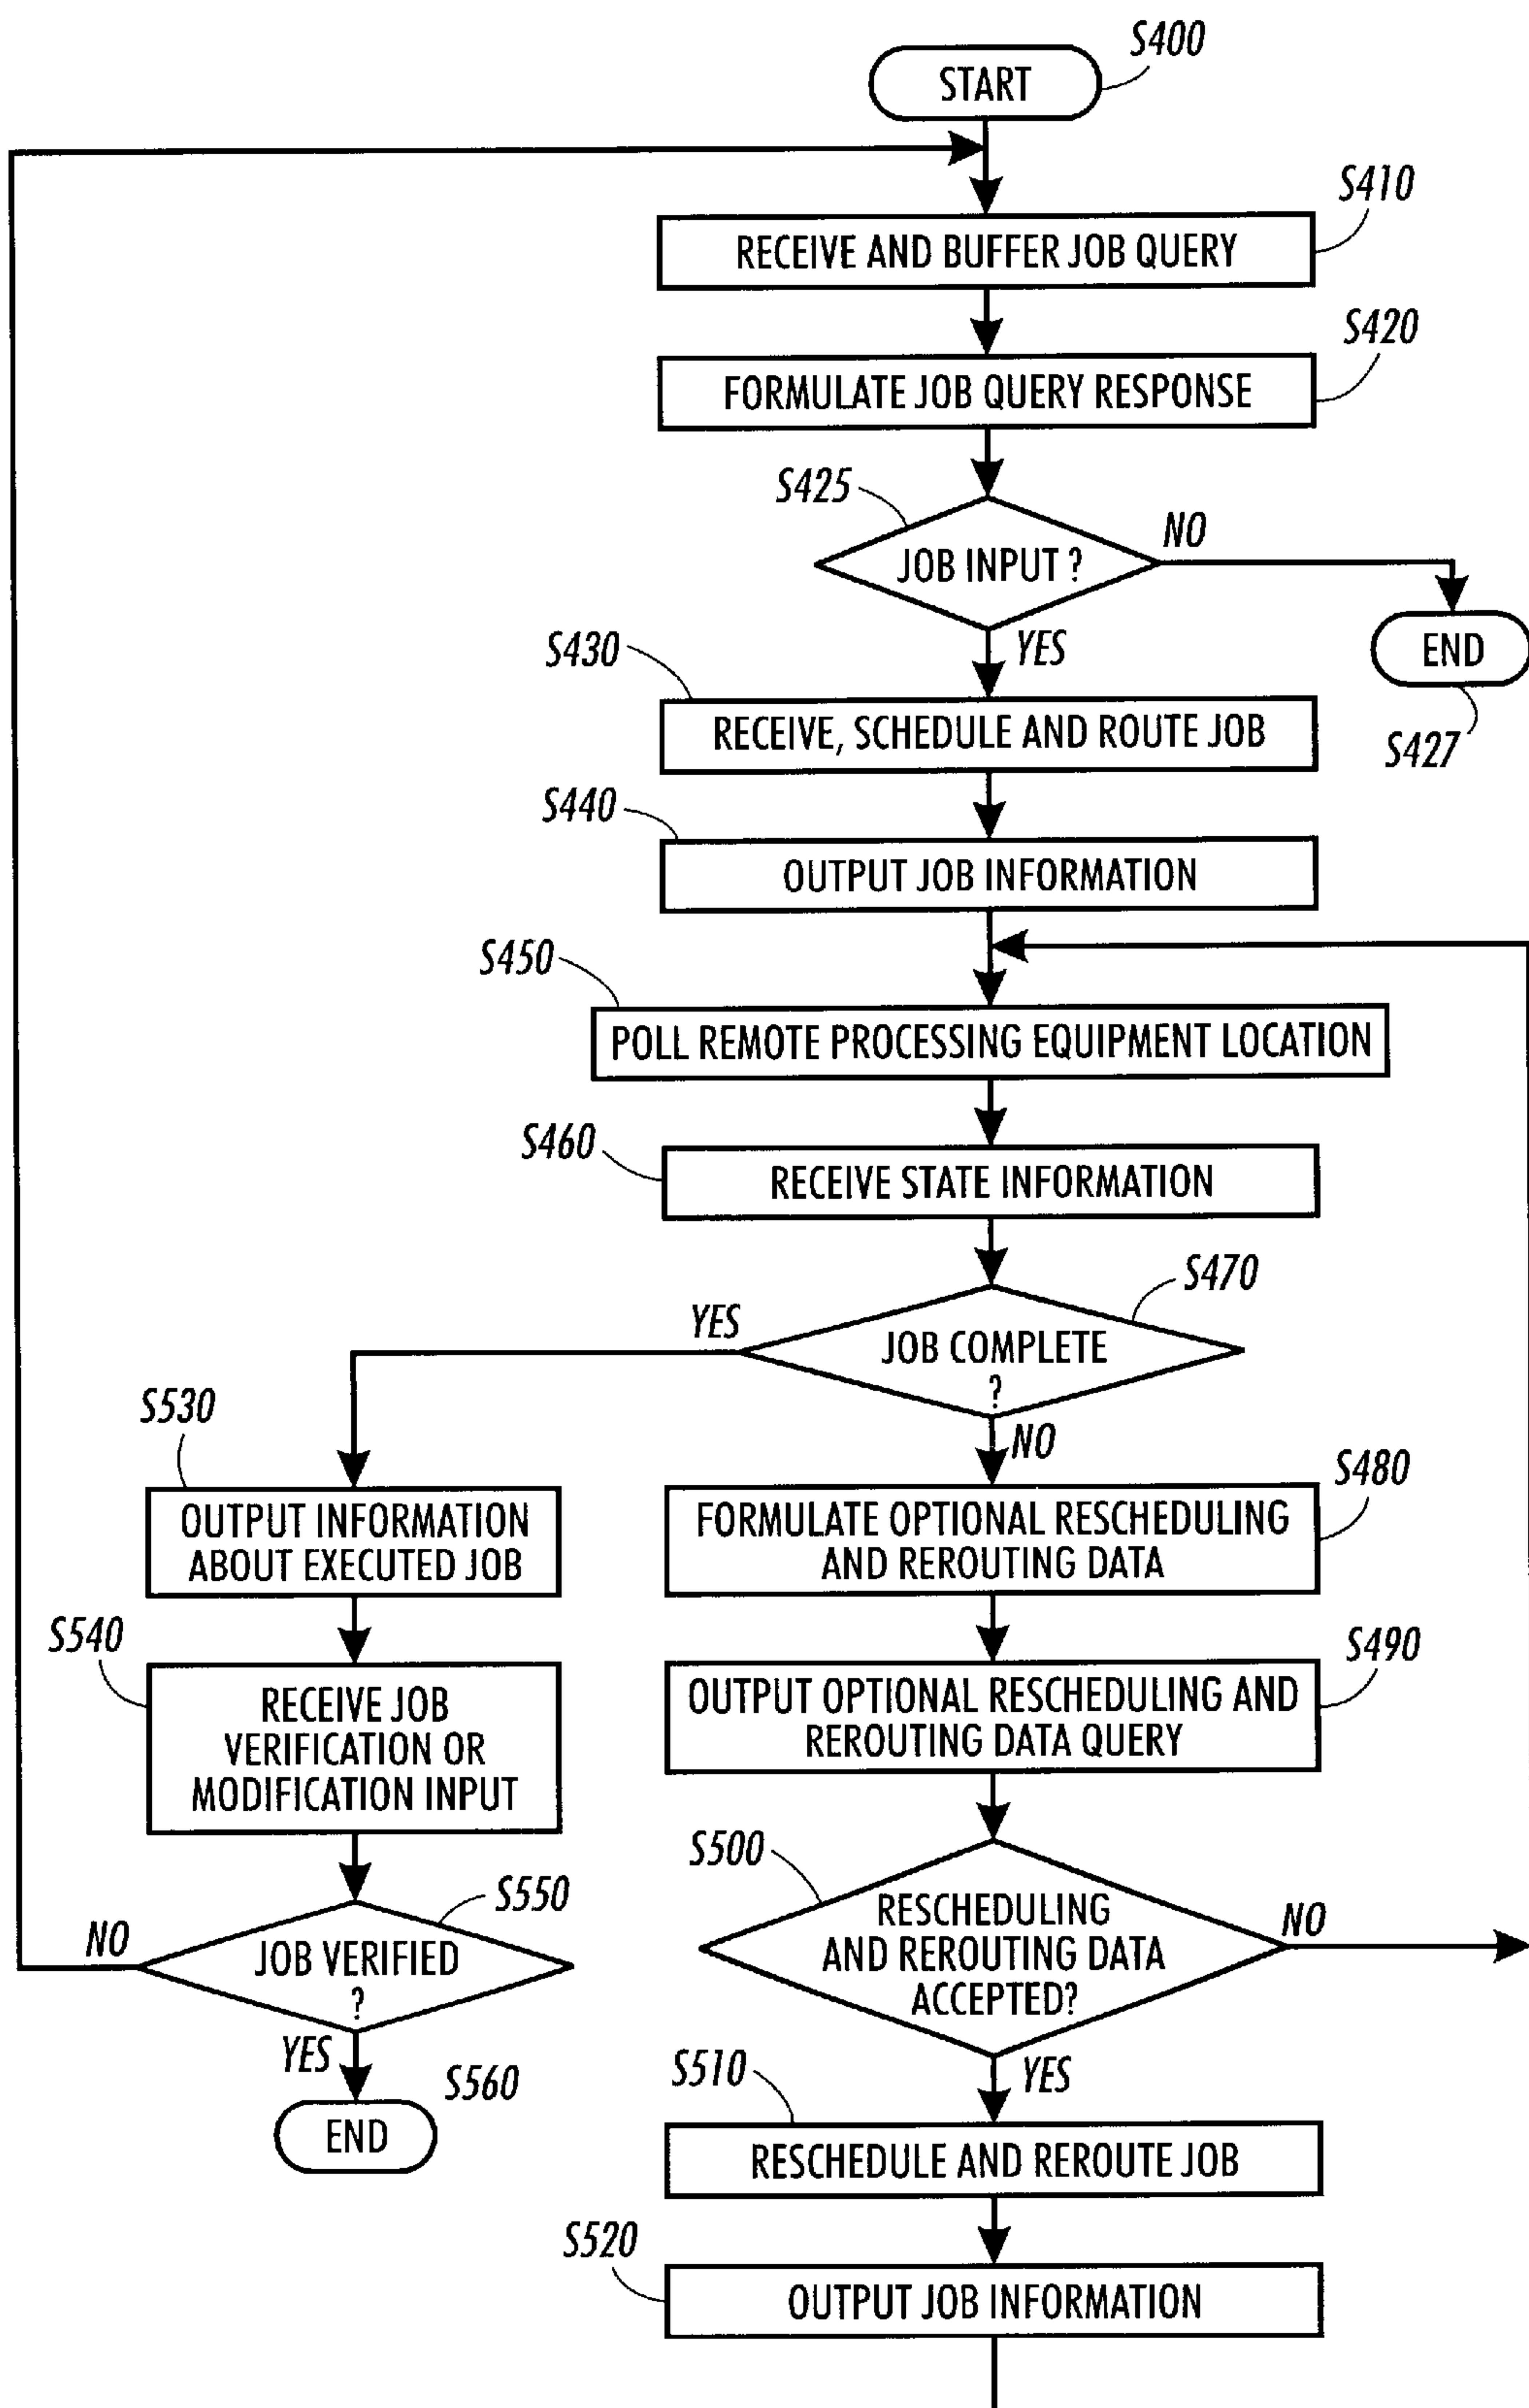 S400
START
S410
RECEIVE AND BUFFER JOB QUERY
S420
FORMULATE JOB QUERY RESPONSE
S425
JOB INPUT ?
NO
YES
END
S427
S430
RECEIVE, SCHEDULE AND ROUTE JOB
S440
OUTPUT JOB INFORMATION
S450
POLL REMOTE PROCESSING EQUIPMENT LOCATION
S460
RECEIVE STATE INFORMATION
S470
JOB COMPLETE
?
YES
NO
S530
OUTPUT INFORMATION
ABOUT EXECUTED JOB
S540
RECEIVE JOB
VERIFICATION OR
MODIFICATION INPUT
S550
JOB VERIFIED
?
NO
YES
S560
END
S480
FORMULATE OPTIONAL RESCHEDULING
AND REROUTING DATA
S490
OUTPUT OPTIONAL RESCHEDULING AND
REROUTING DATA QUERY
S500
RESCHEDULING
AND REROUTING DATA
ACCEPTED?
NO
YES
S510
RESCHEDULE AND REROUTE JOB
S520
OUTPUT JOB INFORMATION